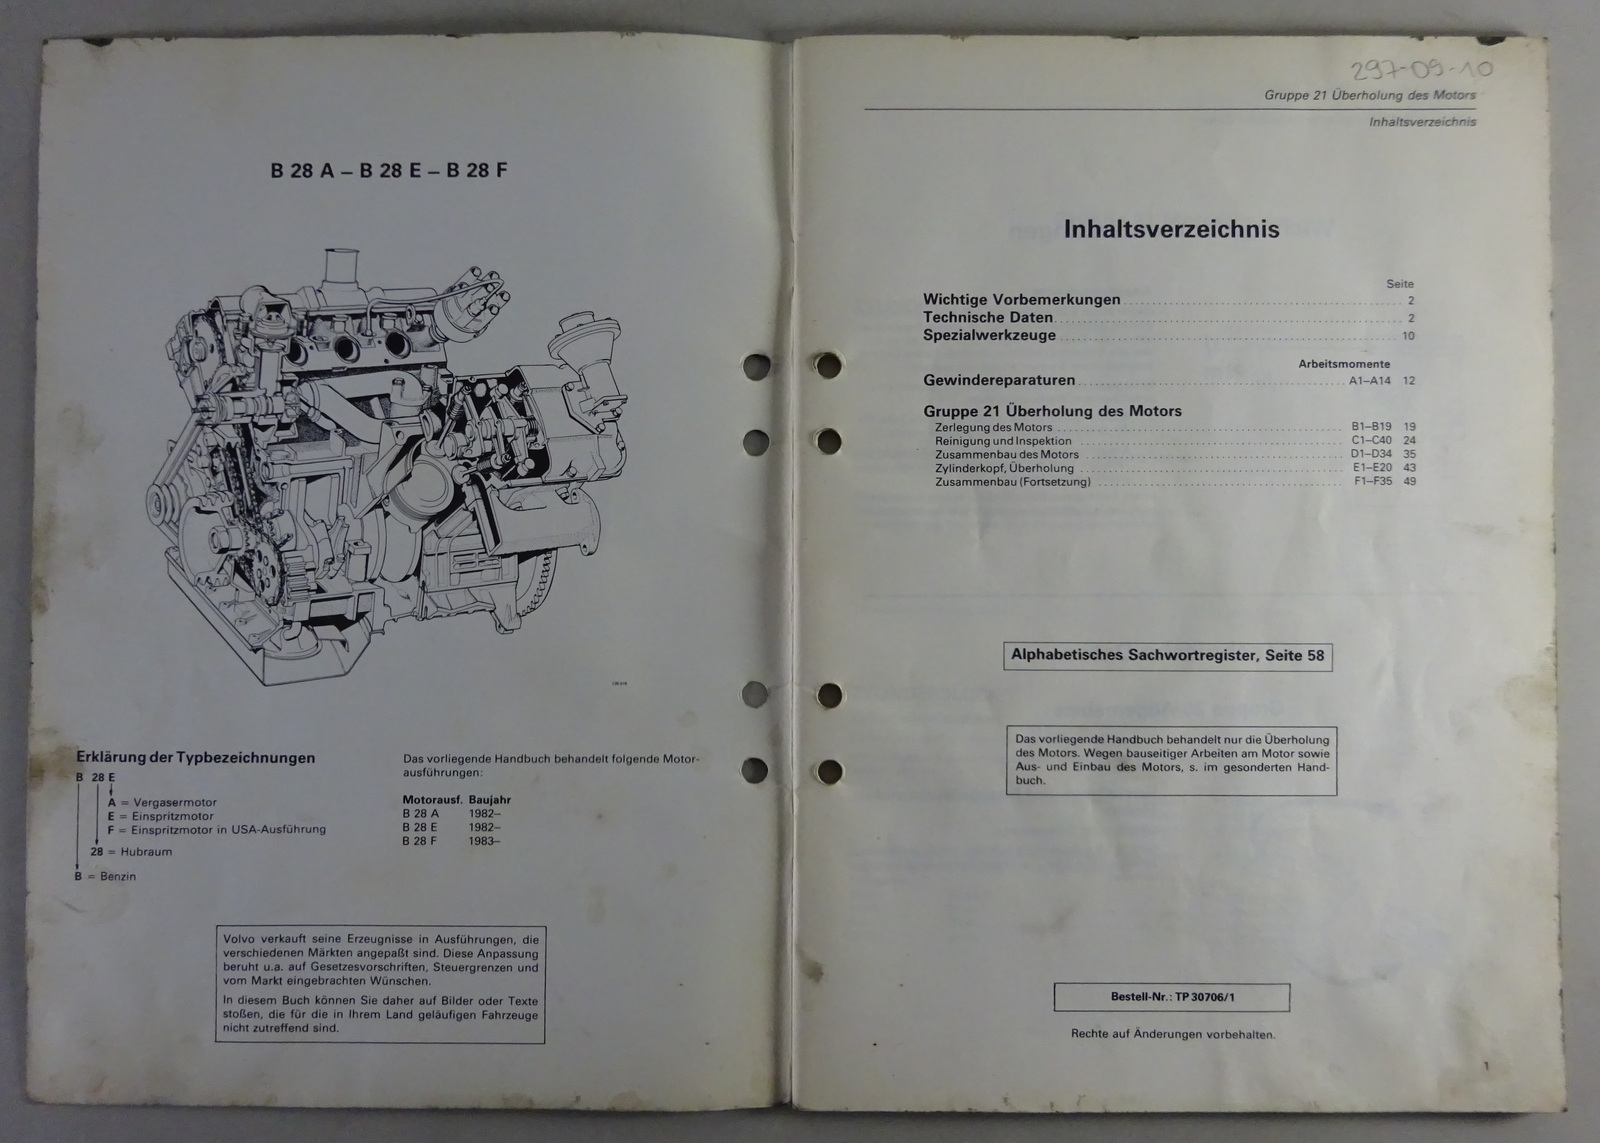 B 28 A – B 28 E – B 28 F
Erklärung der Typbezeichnungen
B 28 E
A = Vergasermotor
E = Einspritzmotor
F = Einspritzmotor in USA-Ausführung
28 = Hubraum
B = Benzin
Das vorliegende Handbuch behandelt folgende Motor-
ausführungen:
Motorausf. Baujahr
B 28 A 1982–
B 28 E 1982–
B 28 F 1983–
Volvo verkauft seine Erzeugnisse in Ausführungen, die
verschiedenen Märkten angepaßt sind. Diese Anpassung
beruht u.a. auf Gesetzesvorschriften, Steuergrenzen und
vom Markt eingebrachten Wünschen.
In diesem Buch können Sie daher auf Bilder oder Texte
stoßen, die für die in Ihrem Land geläufigen Fahrzeuge
nicht zutreffend sind.
297-09-10
Gruppe 21 Überholung des Motors
Inhaltsverzeichnis
Inhaltsverzeichnis
Seite
Wichtige Vorbemerkungen 2
Technische Daten 2
Spezialwerkzeuge 10
Arbeitsmomente
Gewindereparaturen A1–A14 12
Gruppe 21 Überholung des Motors
Zerlegung des Motors B1–B19 19
Reinigung und Inspektion C1–C40 24
Zusammenbau des Motors D1–D34 35
Zylinderkopf, Überholung E1–E20 43
Zusammenbau (Fortsetzung) F1–F35 49
Alphabetisches Sachwortregister, Seite 58
Das vorliegende Handbuch behandelt nur die Überholung
des Motors. Wegen bauseitiger Arbeiten am Motor sowie
Aus- und Einbau des Motors, s. im gesonderten Hand-
buch.
Bestell-Nr.: TP 30706/1
Rechte auf Änderungen vorbehalten.
1